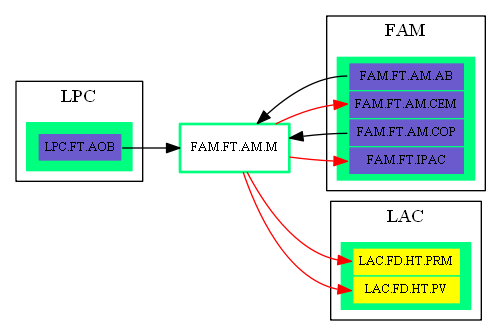 FAM
FAM.FT.AM.AB
FAM.FT.AM.CEM
FAM.FT.AM.COP
FAM.FT.IPAC
LPC
LPC.FT.AOB
FAM.FT.AM.M
LAC
LAC.FD.HT.PRM
LAC.FD.HT.PV